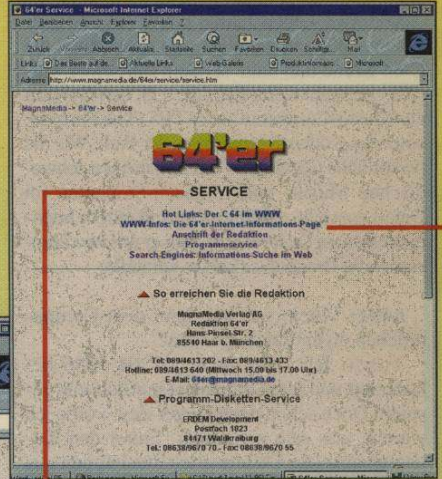 64'er Service - Microsoft Internet Explorer
Datei Bearbeiten Ansicht Explorer Favoriten ?
Zurück Abbrech. Aktualis. Startseite Suchen Favoriten Drucken Schriftgr. Mail
Links Das Beste auf de. Aktuelle Links Web-Galerie Produktinformation Microsoft
Adresse http://www.magnamedia.de/64er/service/service.htm
MagnaMedia -> 64'er -> Service
64'er
SERVICE
Hot Links: Der C 64 im WWW
WWW-Infos: Die 64'er-Internet-Informations-Page
Anschrift der Redaktion
Programmservice
Search-Engines: Informations-Suche im Web
So erreichen Sie die Redaktion
MagnaMedia Verlag AG
Redaktion 64'er
Hans-Pinsel-Str. 2
85540 Haar b. München
Tel: 089/4613 202 - Fax: 089/4613 433
Hotline: 089/4613 640 (Mittwoch 15.00 bis 17.00 Uhr)
E-Mail: 64er@magnamedia.de
Programm-Disketten-Service
ERDEM Development
Postfach 1823
84471 Waldkraiburg
Tel.: 08638/9670 70 - Fax: 08638/9670 55